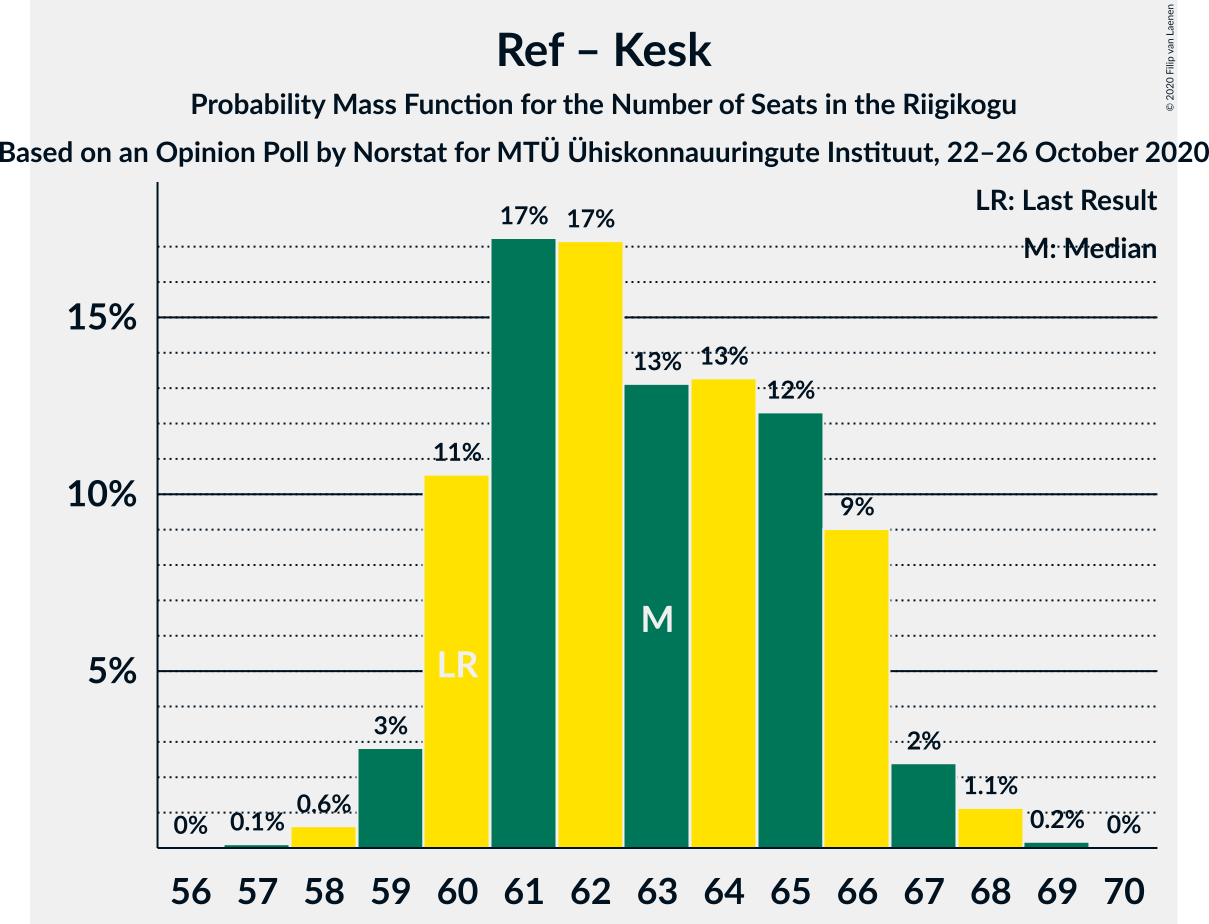 Ref – Kesk
Probability Mass Function for the Number of Seats in the Riigikogu
Based on an Opinion Poll by Norstat for MTÜ Ühiskonnauuringute Instituut, 22–26 October 2020
© 2020 Filip van Laenen
LR: Last Result
M: Median
15%
10%
5%
0%
0.1%
0.6%
3%
11%
17%
17%
13%
13%
12%
9%
2%
1.1%
0.2%
0%
LR
M
56 57 58 59 60 61 62 63 64 65 66 67 68 69 70